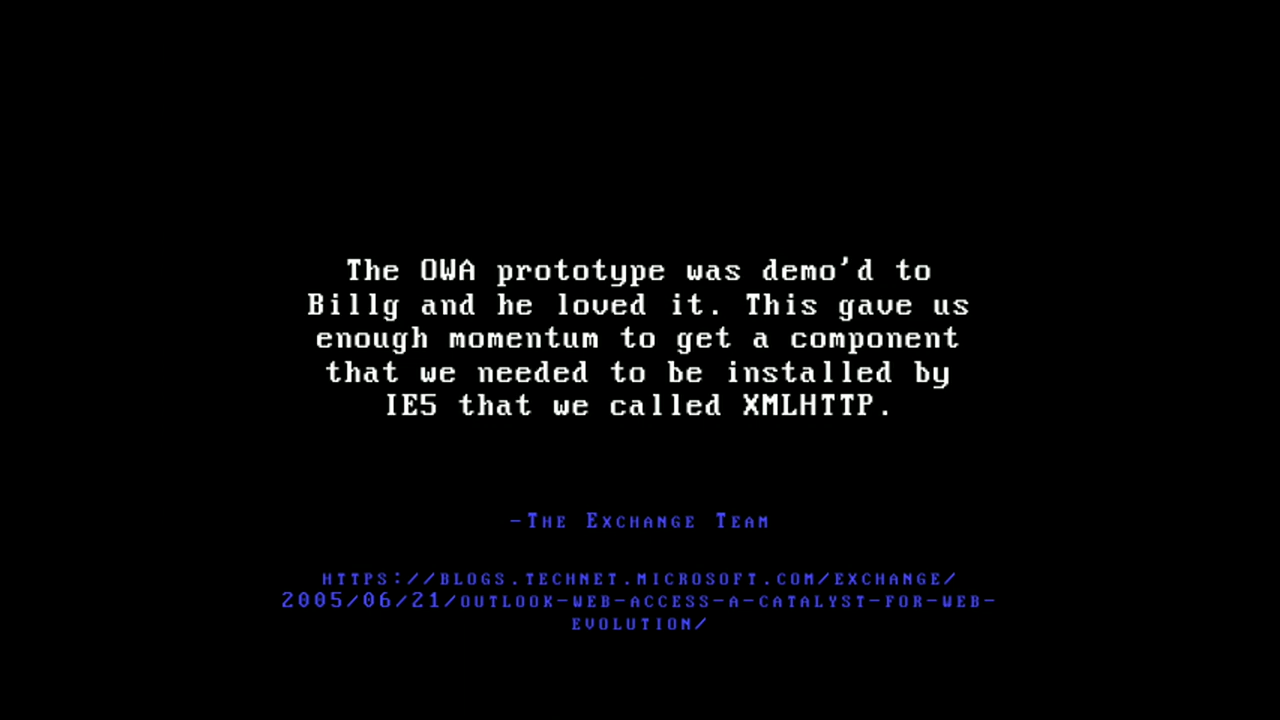 The OWA prototype was demo'd to
Billg and he loved it. This gave us
enough momentum to get a component
that we needed to be installed by
IE5 that we called XMLHTTP.
-The Exchange Team
https://blogs.technet.microsoft.com/exchange/
2005/06/21/outlook-web-access-a-catalyst-for-web-
evolution/